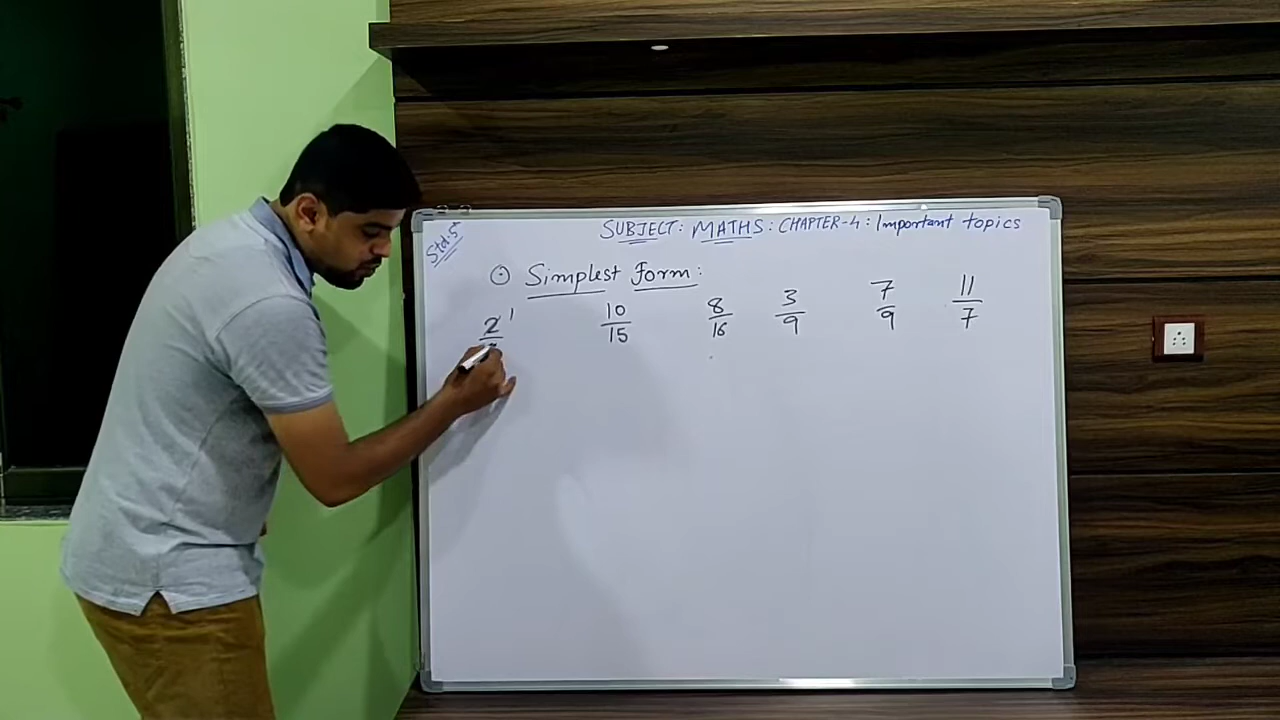 SUBJECT: MATHS: CHAPTER-4: Important topics
Std: 5
Simplest form:
2 1 10/15 8/16 3/9 7/9 11/7